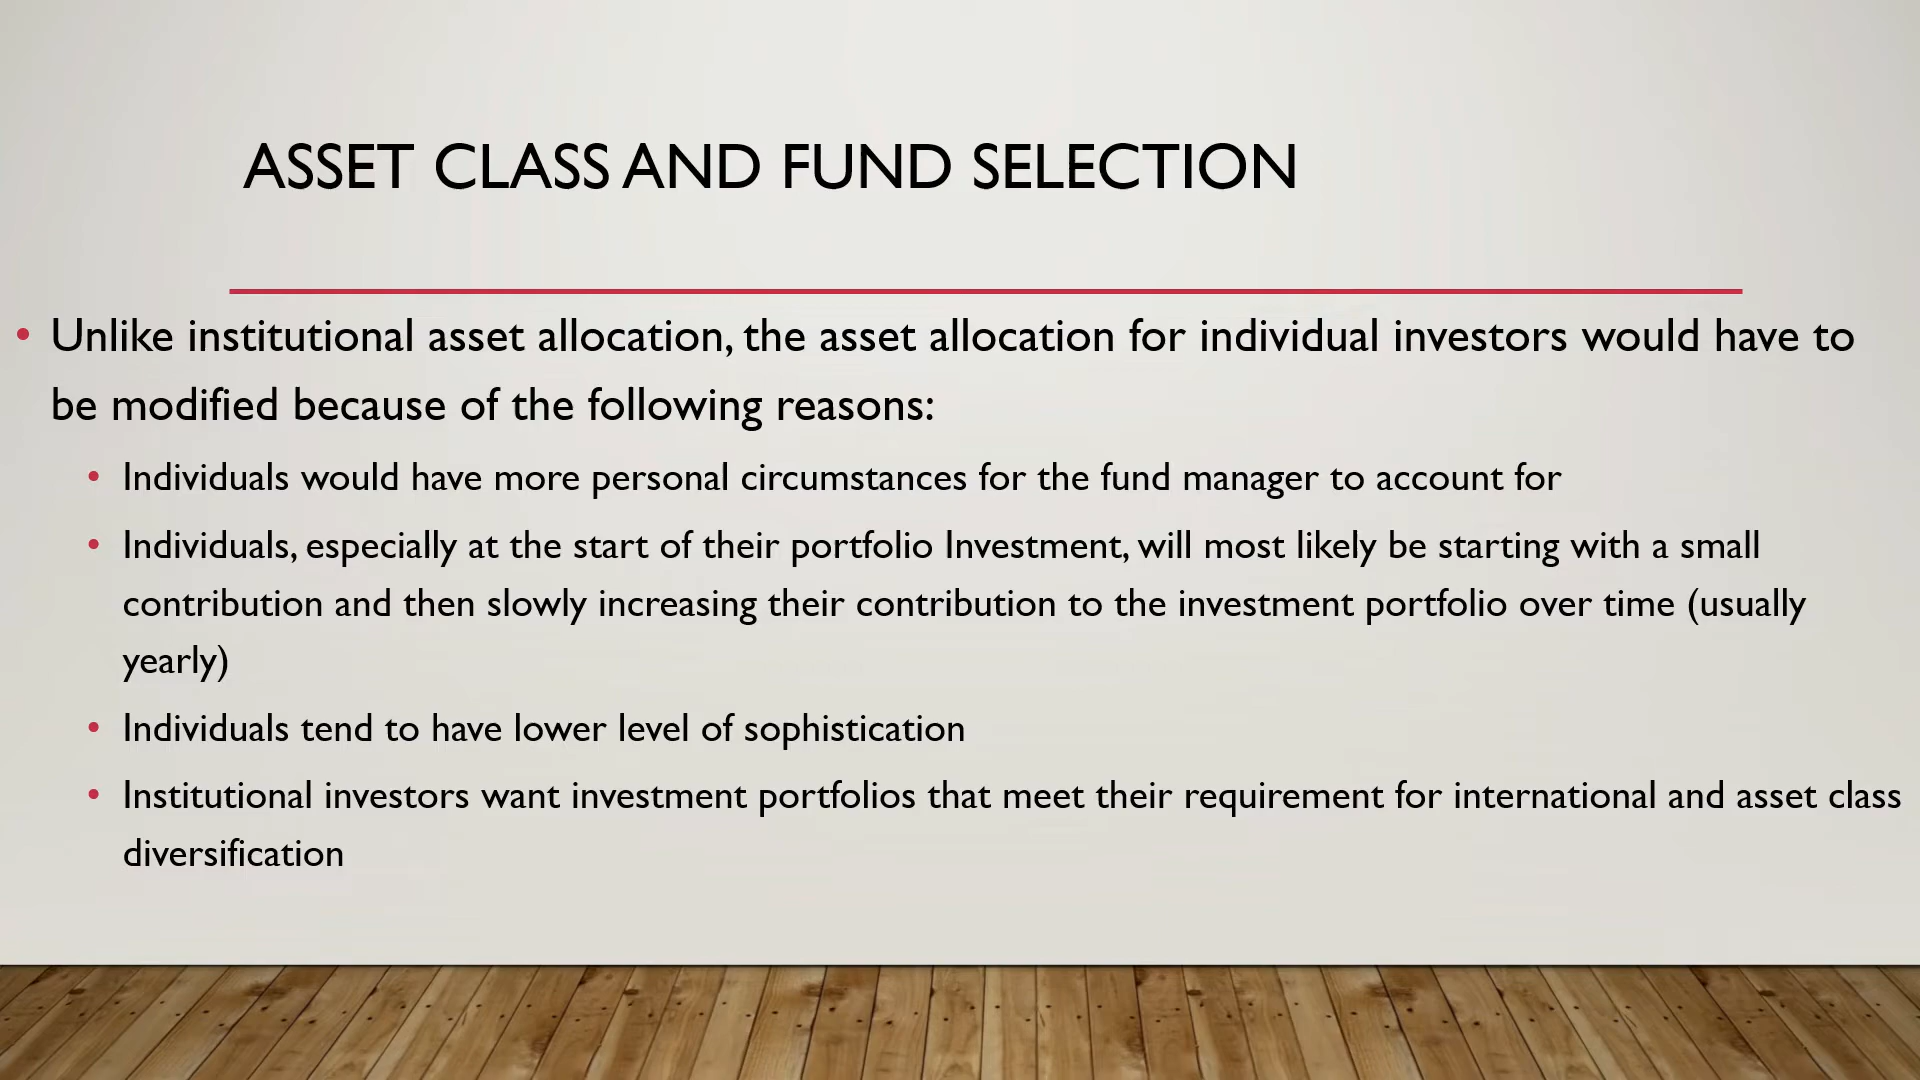 ASSET CLASS AND FUND SELECTION
• Unlike institutional asset allocation, the asset allocation for individual investors would have to
be modified because of the following reasons:
• Individuals would have more personal circumstances for the fund manager to account for
• Individuals, especially at the start of their portfolio Investment, will most likely be starting with a small
contribution and then slowly increasing their contribution to the investment portfolio over time (usually
yearly)
• Individuals tend to have lower level of sophistication
• Institutional investors want investment portfolios that meet their requirement for international and asset class
diversification